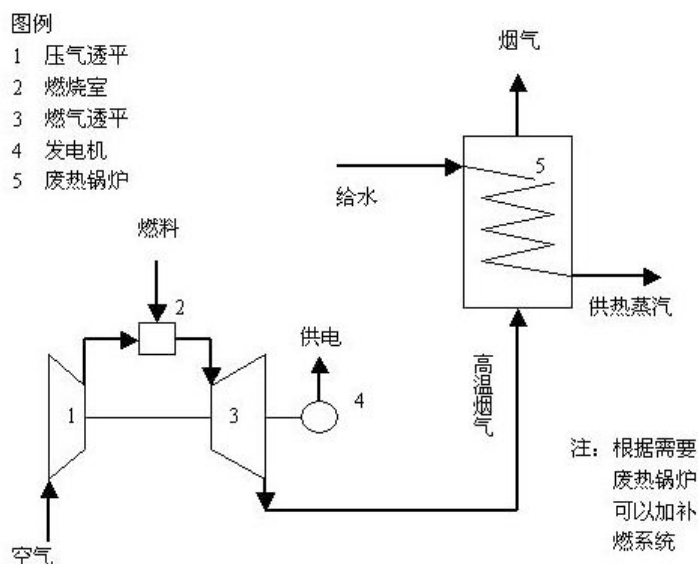 图例
1 压气透平
2 燃烧室
3 燃气透平
4 发电机
5 废热锅炉
烟气
5
给水
供热蒸汽
燃料
2
供电
1
3
4
高温烟气
空气
注：根据需要
废热锅炉
可以加补
燃系统